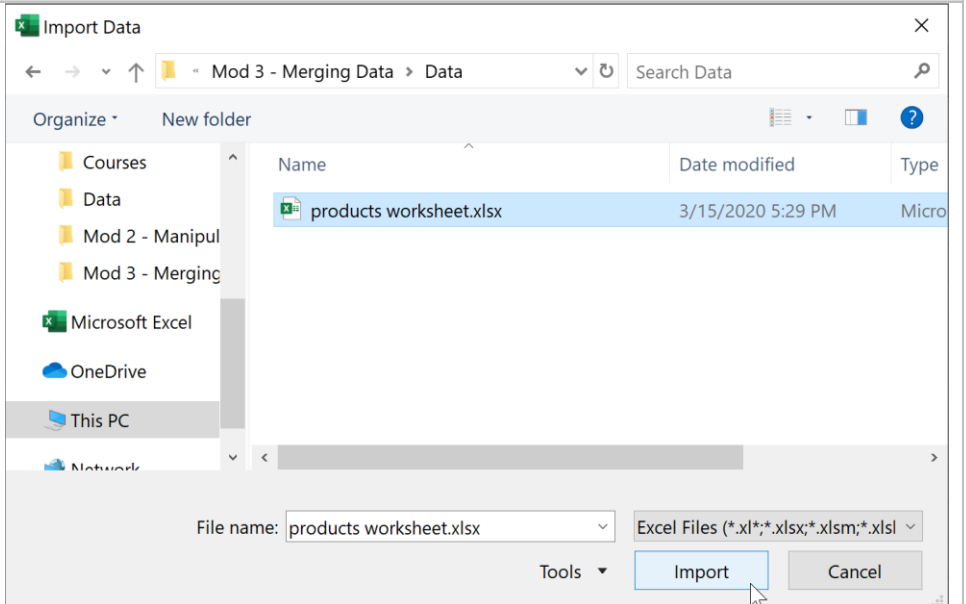 Import Data
« Mod 3 - Merging Data > Data
Search Data
Organize
New folder
?
Courses
Data
Mod 2 - Manipul
Mod 3 - Merging
Microsoft Excel
OneDrive
This PC
Network
Name
Date modified
Type
products worksheet.xlsx
3/15/2020 5:29 PM
Micro
File name:
products worksheet.xlsx
Excel Files (*.xl*;*.xlsx;*.xlsm;*.xlsl
Tools
Import
Cancel